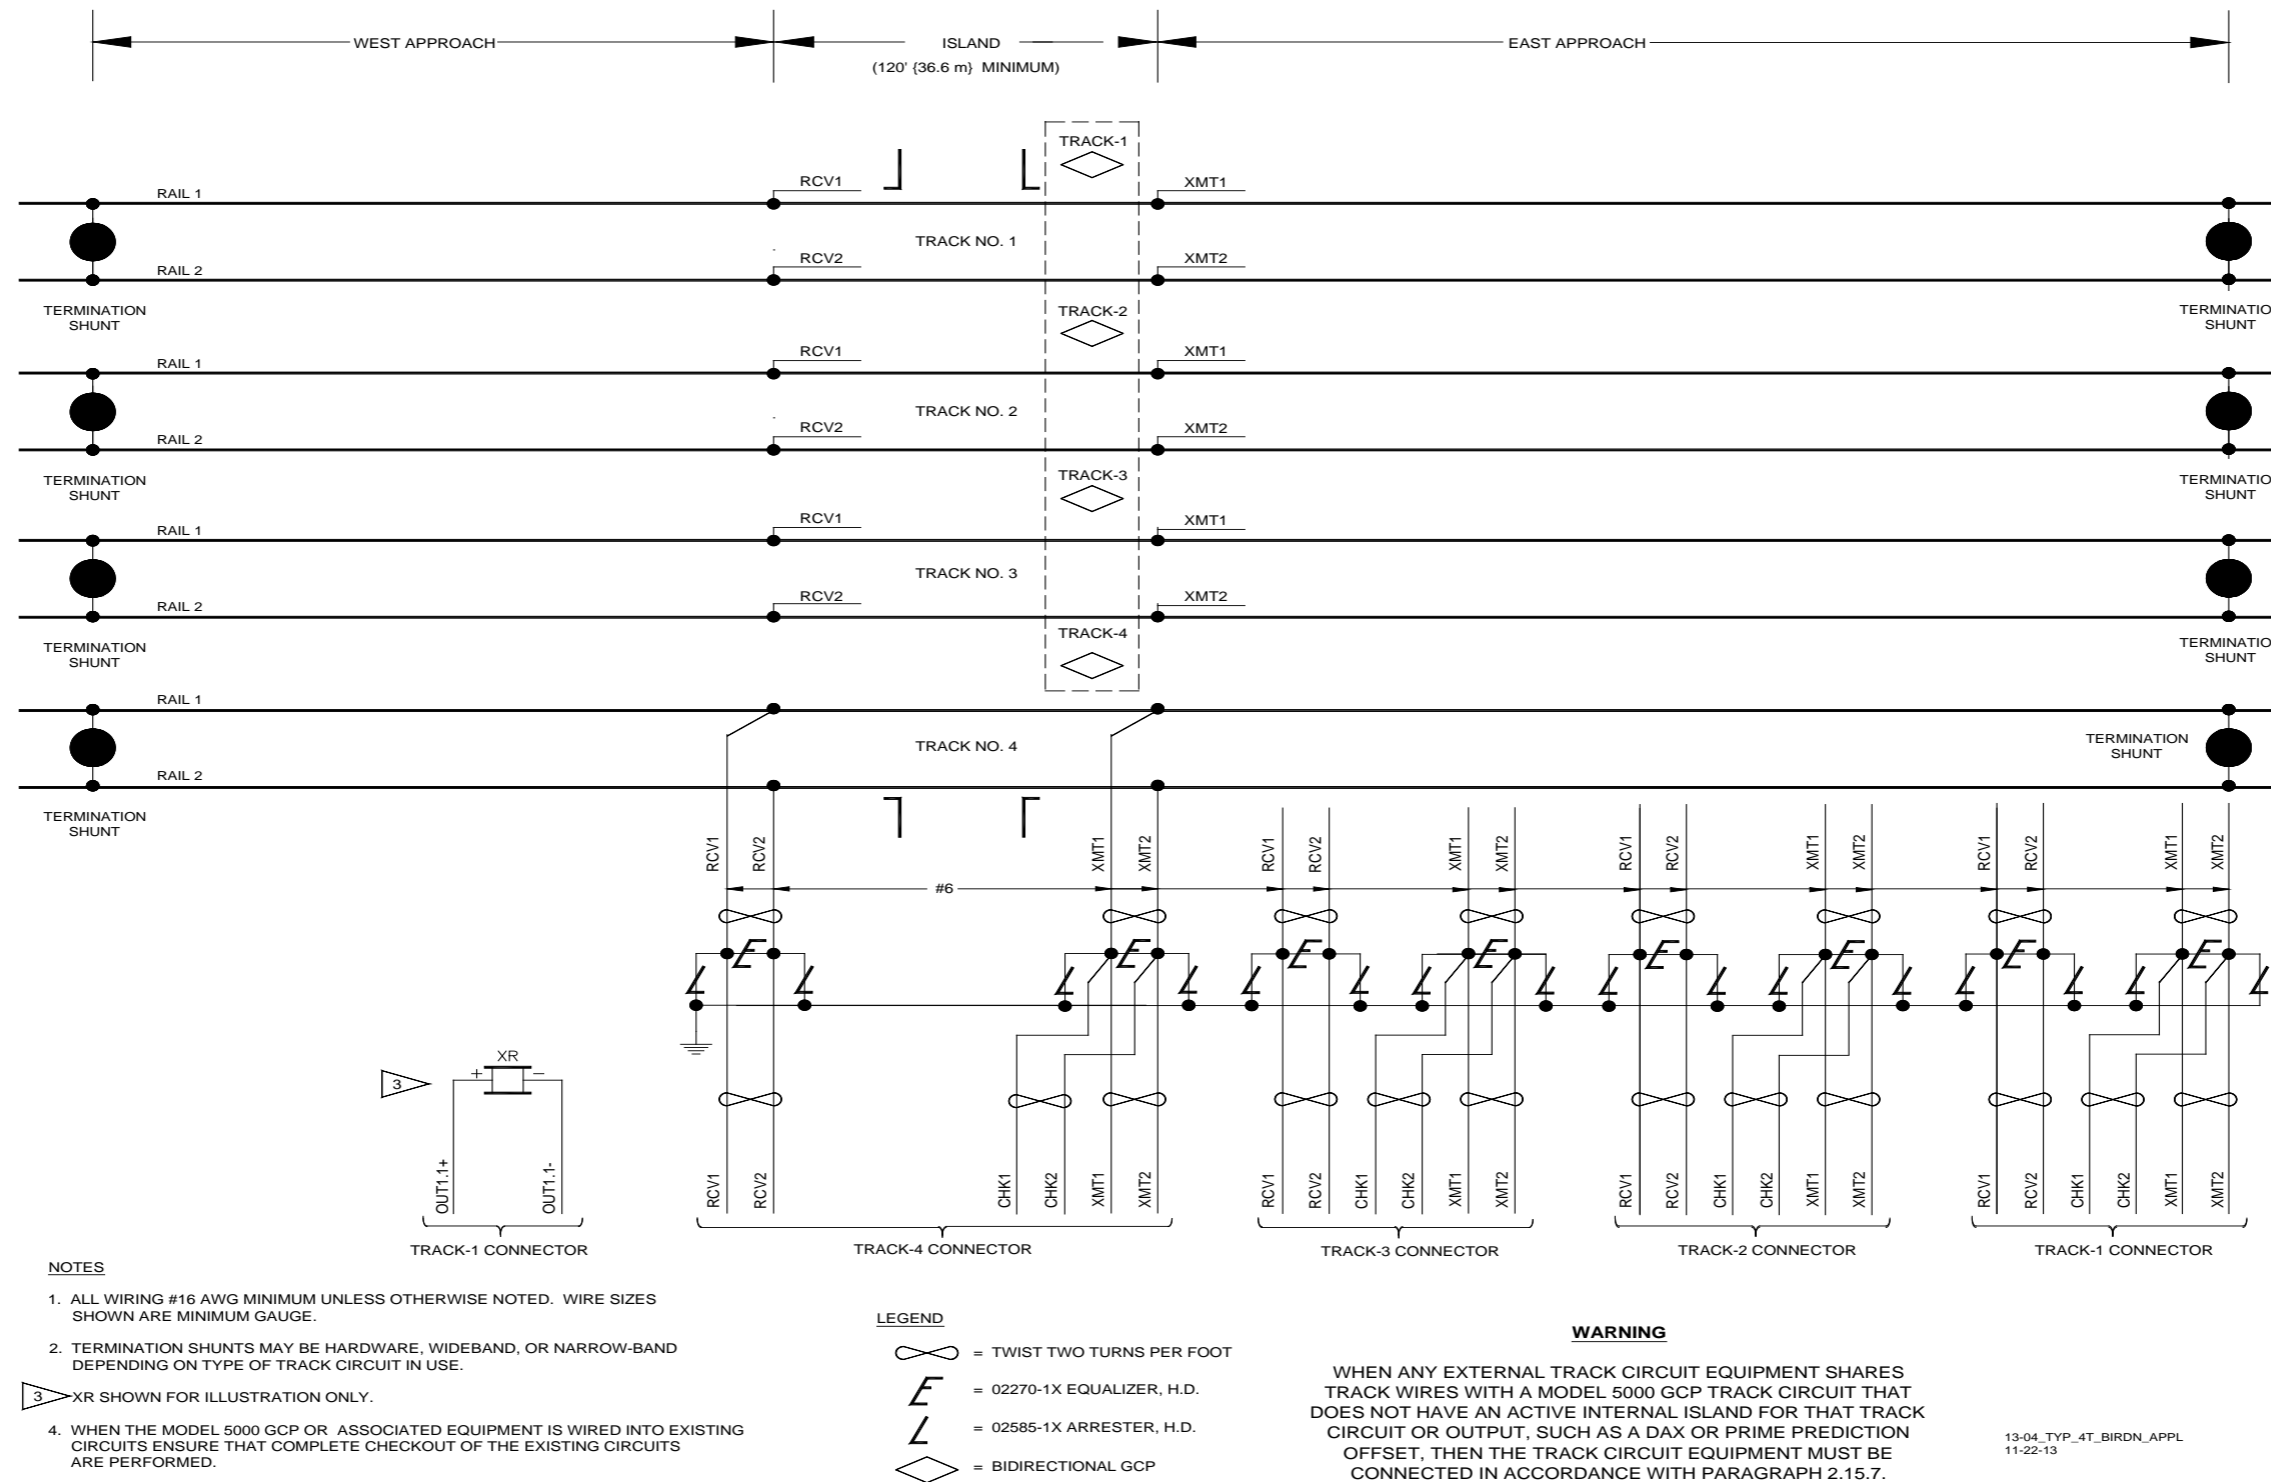 WEST APPROACH
ISLAND
EAST APPROACH
(120' {36.6 m} MINIMUM)
TRACK-1
RCV1
XMT1
RAIL 1
TRACK NO. 1
RCV2
XMT2
RAIL 2
TERMINATION
SHUNT
TRACK-2
TERMINATIO
SHUNT
RCV1
XMT1
RAIL 1
TRACK NO. 2
RCV2
XMT2
RAIL 2
TERMINATION
SHUNT
TRACK-3
TERMINATIO
SHUNT
RCV1
XMT1
RAIL 1
TRACK NO. 3
RCV2
XMT2
RAIL 2
TERMINATION
SHUNT
TRACK-4
TERMINATIO
SHUNT
RAIL 1
TRACK NO. 4
TERMINATION
SHUNT
RAIL 2
TERMINATION
SHUNT
RCV1
RCV2
XMT1
XMT2
RCV1
RCV2
XMT1
XMT2
RCV1
RCV2
XMT1
XMT2
RCV1
RCV2
XMT1
XMT2
#6
XR
3
+
-
OUT1.1+
OUT1.1-
RCV1
RCV2
CHK1
CHK2
XMT1
XMT2
RCV1
RCV2
CHK1
CHK2
XMT1
XMT2
RCV1
RCV2
CHK1
CHK2
XMT1
XMT2
RCV1
RCV2
CHK1
CHK2
XMT1
XMT2
TRACK-1 CONNECTOR
TRACK-4 CONNECTOR
TRACK-3 CONNECTOR
TRACK-2 CONNECTOR
TRACK-1 CONNECTOR
NOTES
1. ALL WIRING #16 AWG MINIMUM UNLESS OTHERWISE NOTED. WIRE SIZES
SHOWN ARE MINIMUM GAUGE.
2. TERMINATION SHUNTS MAY BE HARDWARE, WIDEBAND, OR NARROW-BAND
DEPENDING ON TYPE OF TRACK CIRCUIT IN USE.
3 XR SHOWN FOR ILLUSTRATION ONLY.
4. WHEN THE MODEL 5000 GCP OR ASSOCIATED EQUIPMENT IS WIRED INTO EXISTING
CIRCUITS ENSURE THAT COMPLETE CHECKOUT OF THE EXISTING CIRCUITS
ARE PERFORMED.
LEGEND
= TWIST TWO TURNS PER FOOT
= 02270-1X EQUALIZER, H.D.
= 02585-1X ARRESTER, H.D.
= BIDIRECTIONAL GCP
WARNING
WHEN ANY EXTERNAL TRACK CIRCUIT EQUIPMENT SHARES
TRACK WIRES WITH A MODEL 5000 GCP TRACK CIRCUIT THAT
DOES NOT HAVE AN ACTIVE INTERNAL ISLAND FOR THAT TRACK
CIRCUIT OR OUTPUT, SUCH AS A DAX OR PRIME PREDICTION
OFFSET, THEN THE TRACK CIRCUIT EQUIPMENT MUST BE
CONNECTED IN ACCORDANCE WITH PARAGRAPH 2.15.7.
13-04_TYP_4T_BIRDN_APPL
11-22-13